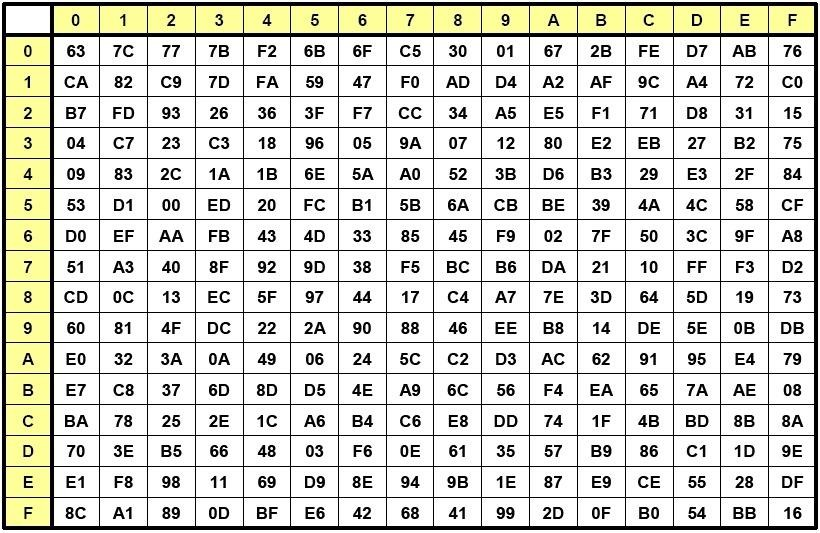 0 1 2 3 4 5 6 7 8 9 A B C D E F
0 63 7C 77 7B F2 6B 6F C5 30 01 67 2B FE D7 AB 76
1 CA 82 C9 7D FA 59 47 F0 AD D4 A2 AF 9C A4 72 C0
2 B7 FD 93 26 36 3F F7 CC 34 A5 E5 F1 71 D8 31 15
3 04 C7 23 C3 18 96 05 9A 07 12 80 E2 EB 27 B2 75
4 09 83 2C 1A 1B 6E 5A A0 52 3B D6 B3 29 E3 2F 84
5 53 D1 00 ED 20 FC B1 5B 6A CB BE 39 4A 4C 58 CF
6 D0 EF AA FB 43 4D 33 85 45 F9 02 7F 50 3C 9F A8
7 51 A3 40 8F 92 9D 38 F5 BC B6 DA 21 10 FF F3 D2
8 CD 0C 13 EC 5F 97 44 17 C4 A7 7E 3D 64 5D 19 73
9 60 81 4F DC 22 2A 90 88 46 EE B8 14 DE 5E 0B DB
A E0 32 3A 0A 49 06 24 5C C2 D3 AC 62 91 95 E4 79
B E7 C8 37 6D 8D D5 4E A9 6C 56 F4 EA 65 7A AE 08
C BA 78 25 2E 1C A6 B4 C6 E8 DD 74 1F 4B BD 8B 8A
D 70 3E B5 66 48 03 F6 0E 61 35 57 B9 86 C1 1D 9E
E E1 F8 98 11 69 D9 8E 94 9B 1E 87 E9 CE 55 28 DF
F 8C A1 89 0D BF E6 42 68 41 99 2D 0F B0 54 BB 16